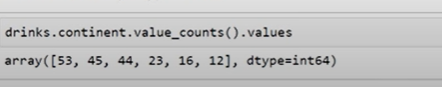 drinks.continent.value_counts().values
array([53, 45, 44, 23, 16, 12], dtype=int64)